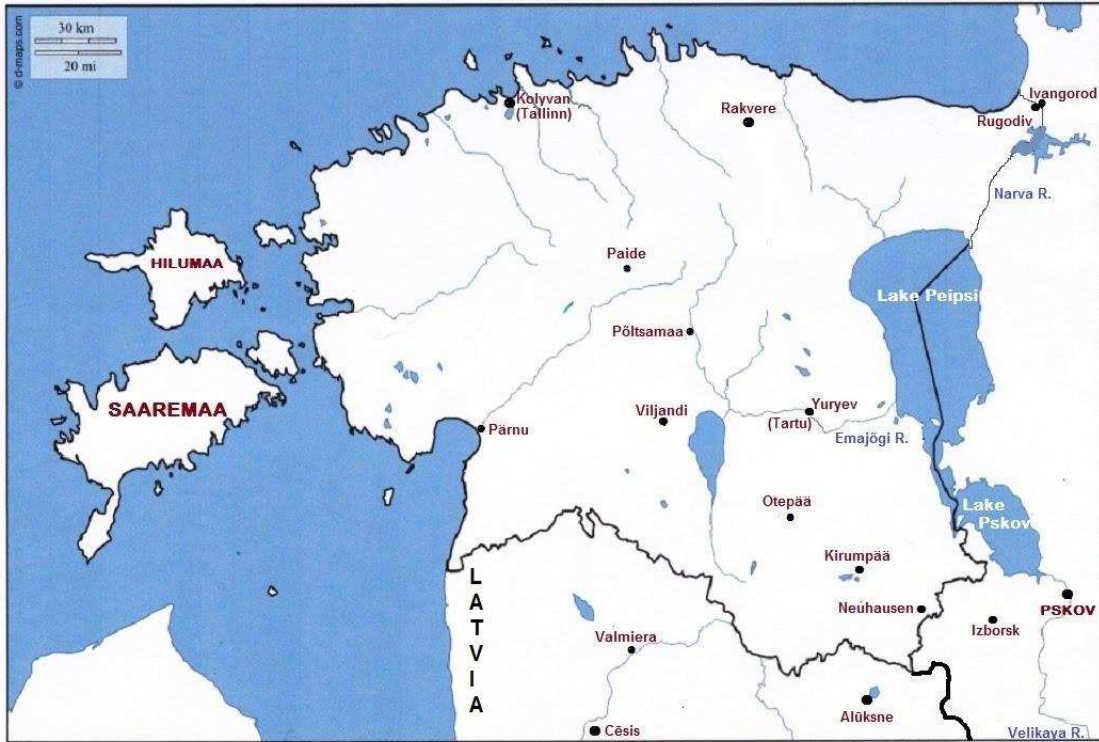 30 km
20 mi
© d-maps.com
Kolyvan
(Tallinn)
Rakvere
Ivangorod
Rugodiv
Narva R.
HILUMAA
Paide
Lake Peipsi
Põltsamaa
SAAREMAA
Viljandi
Yuryev
(Tartu)
Pärnu
Emajõgi R.
Otepää
Lake
Pskov
Kirumpää
LATVIA
Neuhausen
PSKOV
Izborsk
Valmiera
Alūksne
Cēsis
Velikaya R.